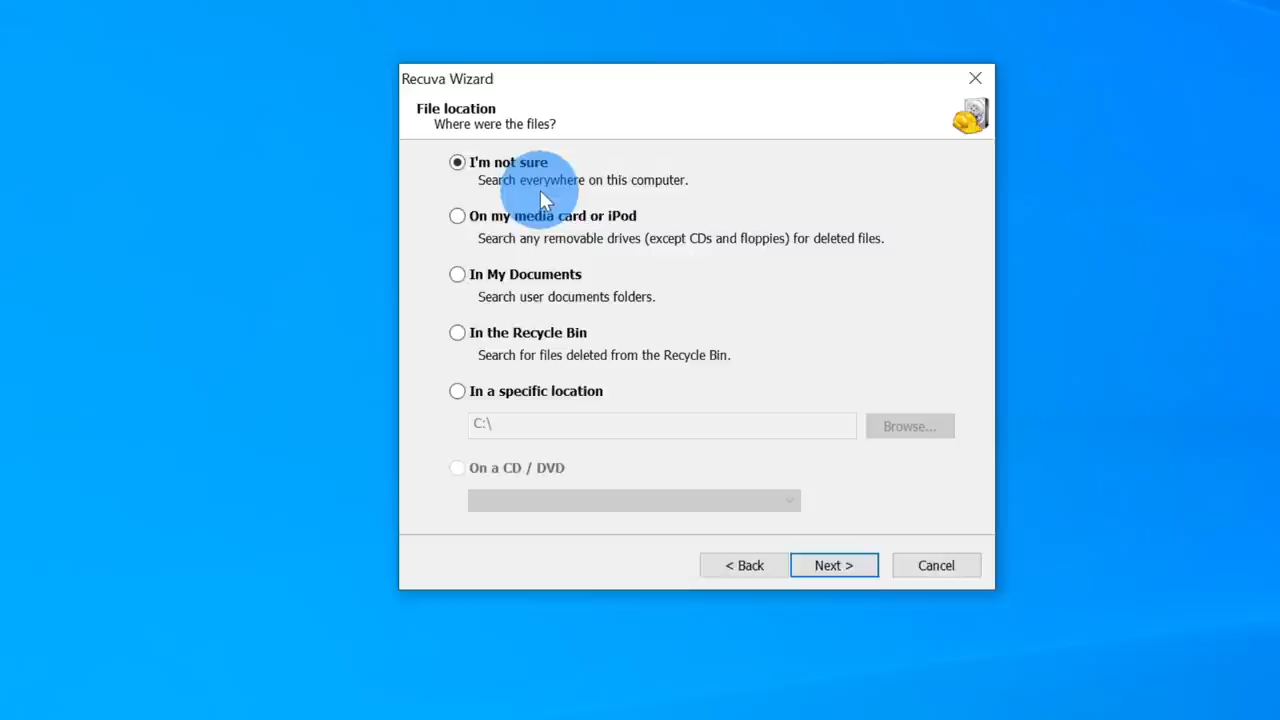 Recuva Wizard
File location
Where were the files?
I'm not sure
Search everywhere on this computer.
On my media card or iPod
Search any removable drives (except CDs and floppies) for deleted files.
In My Documents
Search user documents folders.
In the Recycle Bin
Search for files deleted from the Recycle Bin.
In a specific location
C:\
Browse...
On a CD / DVD
< Back
Next >
Cancel